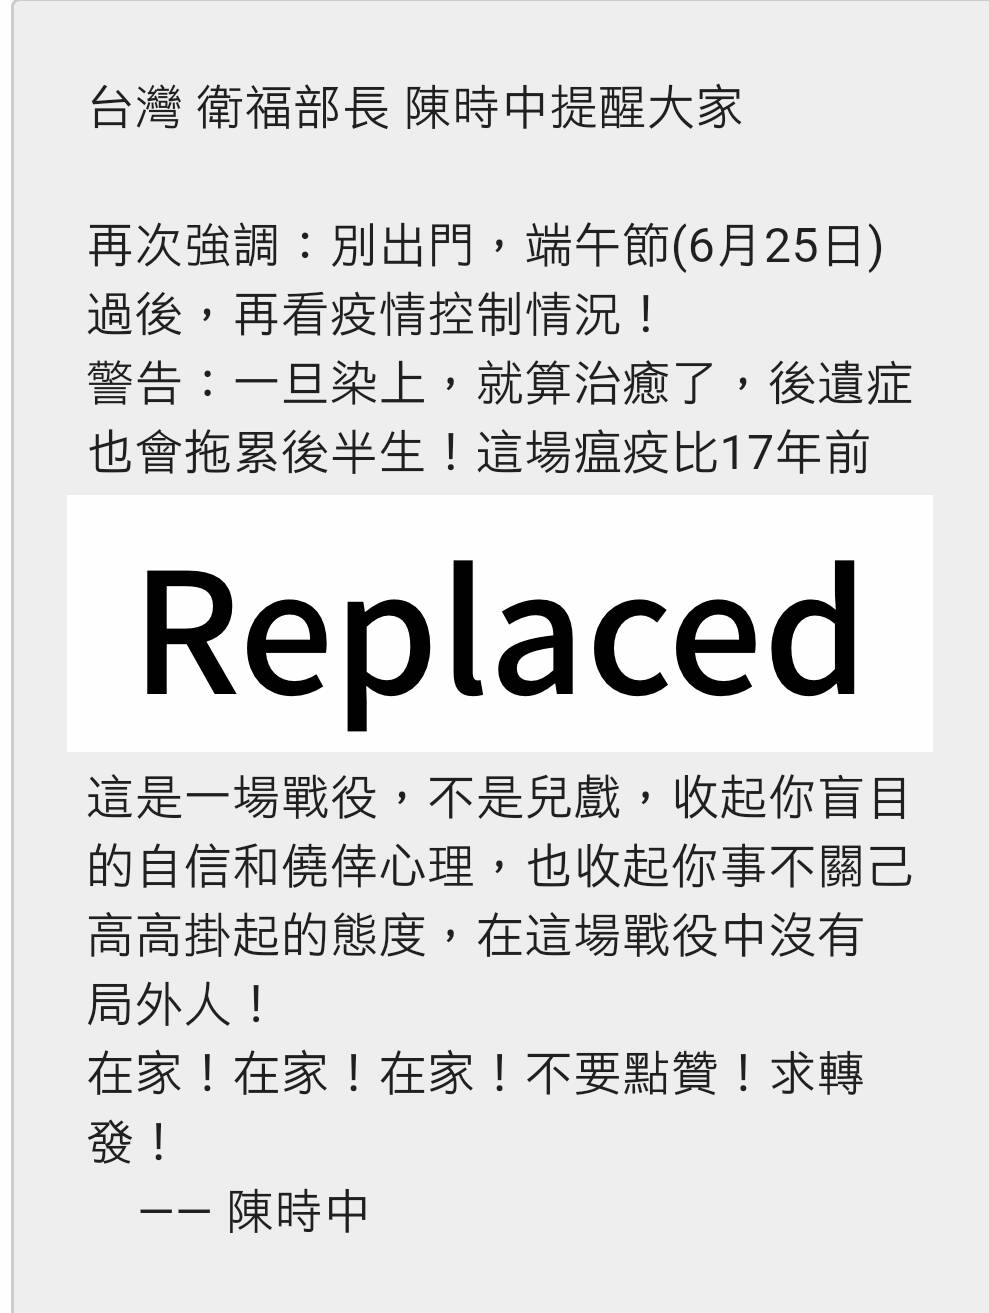 台灣 衛福部長 陳時中提醒大家
再次強調：別出門，端午節(6月25日)
過後，再看疫情控制情況！
警告：一旦染上，就算治癒了，後遺症
也會拖累後半生！這場瘟疫比17年前
Replaced
這是一場戰役，不是兒戲，收起你盲目
的自信和僥倖心理，也收起你事不關己
高高掛起的態度，在這場戰役中沒有
局外人！
在家！在家！在家！不要點贊！求轉
發！
—— 陳時中